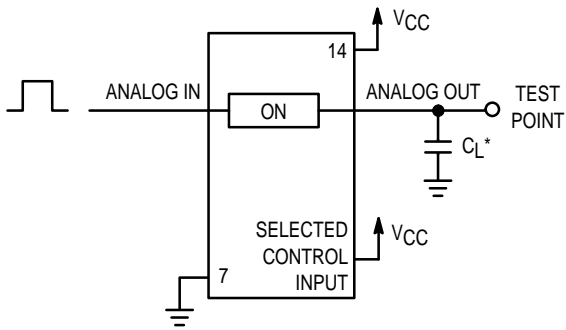 VCC
14
ANALOG IN
ON
ANALOG OUT
TEST
POINT
CL*
SELECTED
CONTROL
INPUT
VCC
7